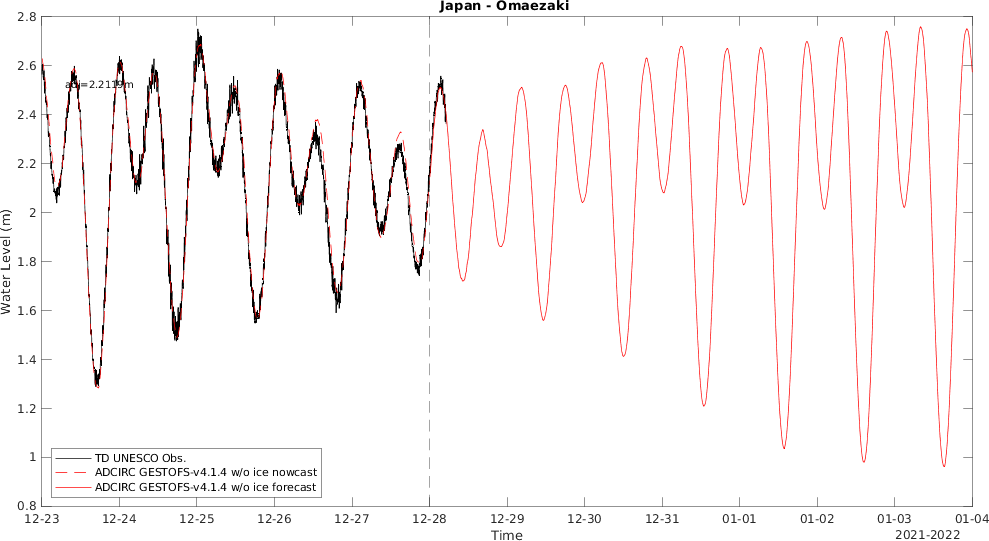 Japan - Omaezaki
2.8
2.6
2.4
2.2
2
1.8
1.6
1.4
1.2
1
0.8
Water Level (m)
adj=2.2119m
TD UNESCO Obs.
ADCIRC GESTOFS-v4.1.4 w/o ice nowcast
ADCIRC GESTOFS-v4.1.4 w/o ice forecast
12-23 12-24 12-25 12-26 12-27 12-28 12-29 12-30 12-31 01-01 01-02 01-03 01-04
Time
2021-2022